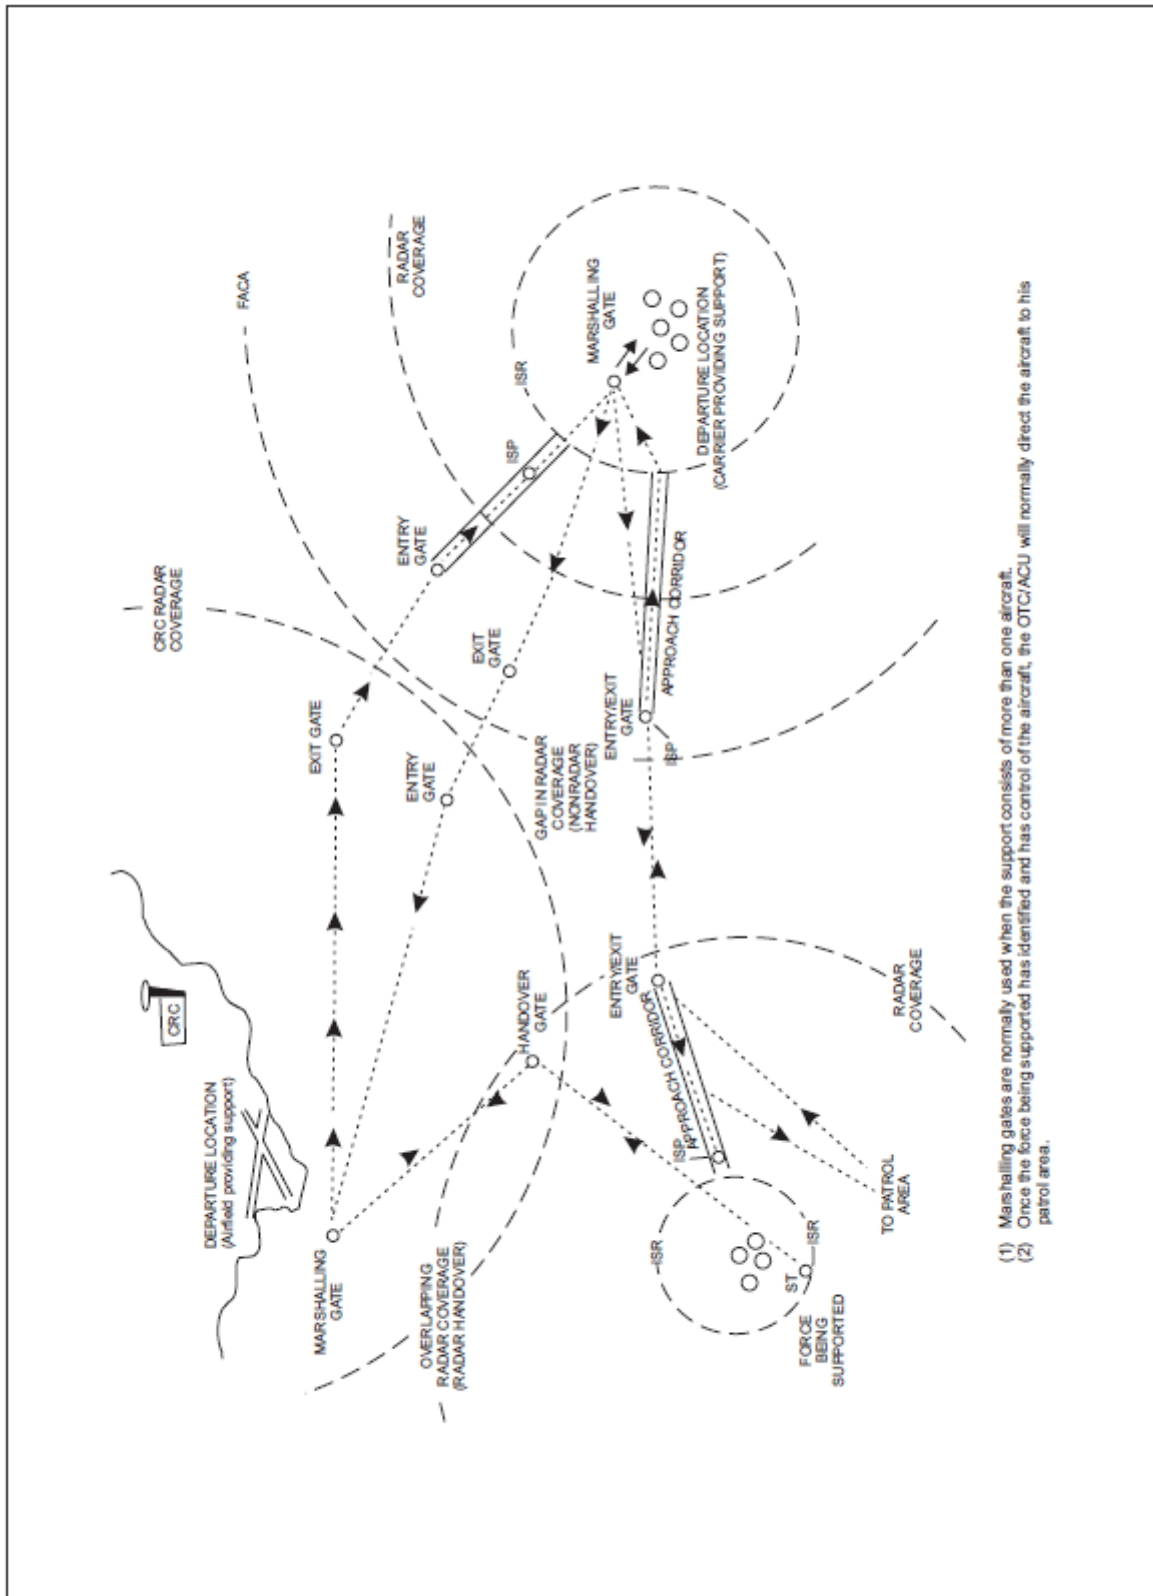 DEPARTURE LOCATION
(Airfield providing support)
CRC
CRC RADAR
COVERAGE
FACA
RADAR
COVERAGE
MARSHALLING
GATE
EXIT GATE
ENTRY
GATE
ISP
ISR
MARSHALLING
GATE
ENTRY
GATE
EXIT
GATE
OVERLAPPING
RADAR COVERAGE
(RADAR HANDOVER)
HANDOVER
GATE
GAP IN RADAR
COVERAGE
(NONRADAR
HANDOVER)
ENTRY/EXIT
GATE
ENTRY/EXIT
GATE
ISP
APPROACH CORRIDOR
DEPARTURE LOCATION
(CARRIER PROVIDING SUPPORT)
ISR
ISP
APPROACH CORRIDOR
ST
ISR
FORCE
BEING
SUPPORTED
TO PATROL
AREA
RADAR
COVERAGE
(1) Marshalling gates are normally used when the support consists of more than one aircraft.
(2) Once the force being supported has identified and has control of the aircraft, the OTC/ACU will normally direct the aircraft to his
patrol area.